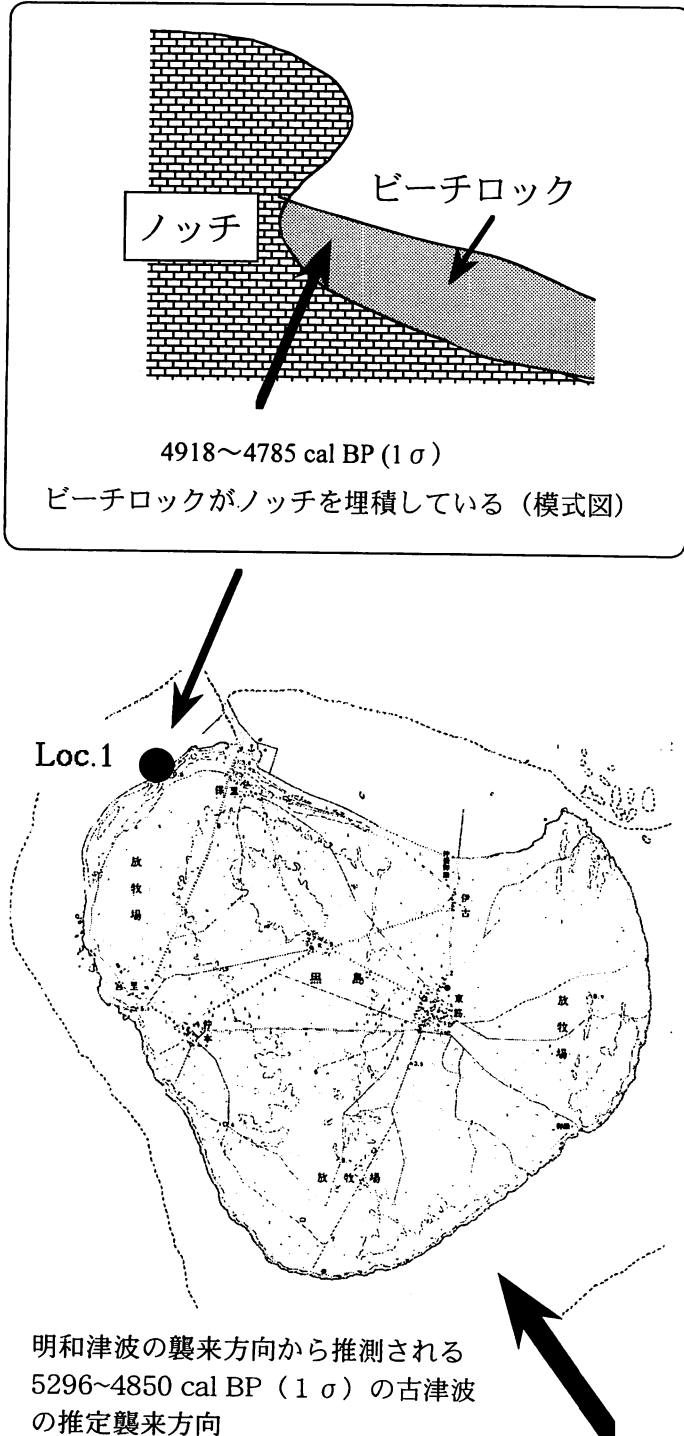 ノッチ
ビーチロック
4918～4785 cal BP (1σ)
ビーチロックがノッチを埋積している（模式図）
Loc.1
保里
放牧場
伊古
宮里
黒島
東筋
仲本
放牧場
放牧場
明和津波の襲来方向から推測される
5296~4850 cal BP（1σ）の古津波
の推定襲来方向